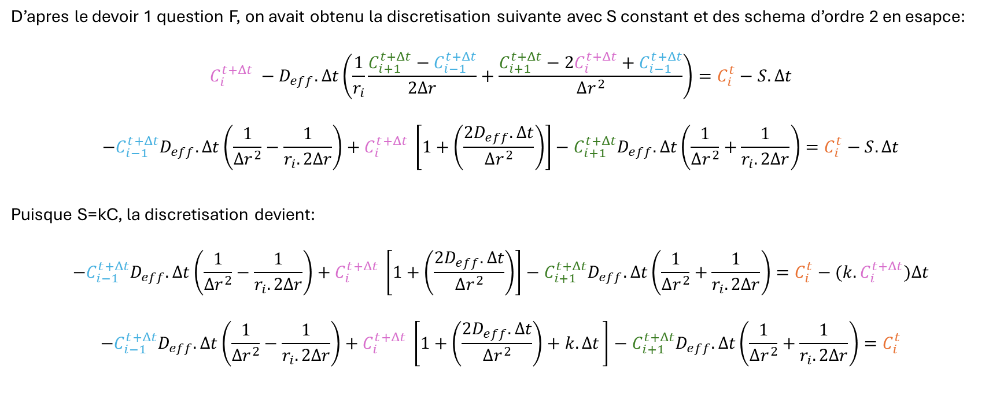 D’apres le devoir 1 question F, on avait obtenu la discretisation suivante avec S constant et des schema d’ordre 2 en esapce:
$C_i^{t+\Delta t} - D_{eff}.\Delta t\left(\frac{1}{r_i}\frac{C_{i+1}^{t+\Delta t} - C_{i-1}^{t+\Delta t}}{2\Delta r} + \frac{C_{i+1}^{t+\Delta t} - 2C_i^{t+\Delta t} + C_{i-1}^{t+\Delta t}}{\Delta r^2}\right) = C_i^t - S.\Delta t$
$-C_{i-1}^{t+\Delta t}D_{eff}.\Delta t\left(\frac{1}{\Delta r^2} - \frac{1}{r_i.2\Delta r}\right) + C_i^{t+\Delta t}\left[1 + \left(\frac{2D_{eff}.\Delta t}{\Delta r^2}\right)\right] - C_{i+1}^{t+\Delta t}D_{eff}.\Delta t\left(\frac{1}{\Delta r^2} + \frac{1}{r_i.2\Delta r}\right) = C_i^t - S.\Delta t$
Puisque S=kC, la discretisation devient:
$-C_{i-1}^{t+\Delta t}D_{eff}.\Delta t\left(\frac{1}{\Delta r^2} - \frac{1}{r_i.2\Delta r}\right) + C_i^{t+\Delta t}\left[1 + \left(\frac{2D_{eff}.\Delta t}{\Delta r^2}\right)\right] - C_{i+1}^{t+\Delta t}D_{eff}.\Delta t\left(\frac{1}{\Delta r^2} + \frac{1}{r_i.2\Delta r}\right) = C_i^t - (k.C_i^{t+\Delta t})\Delta t$
$-C_{i-1}^{t+\Delta t}D_{eff}.\Delta t\left(\frac{1}{\Delta r^2} - \frac{1}{r_i.2\Delta r}\right) + C_i^{t+\Delta t}\left[1 + \left(\frac{2D_{eff}.\Delta t}{\Delta r^2}\right) + k.\Delta t\right] - C_{i+1}^{t+\Delta t}D_{eff}.\Delta t\left(\frac{1}{\Delta r^2} + \frac{1}{r_i.2\Delta r}\right) = C_i^t$